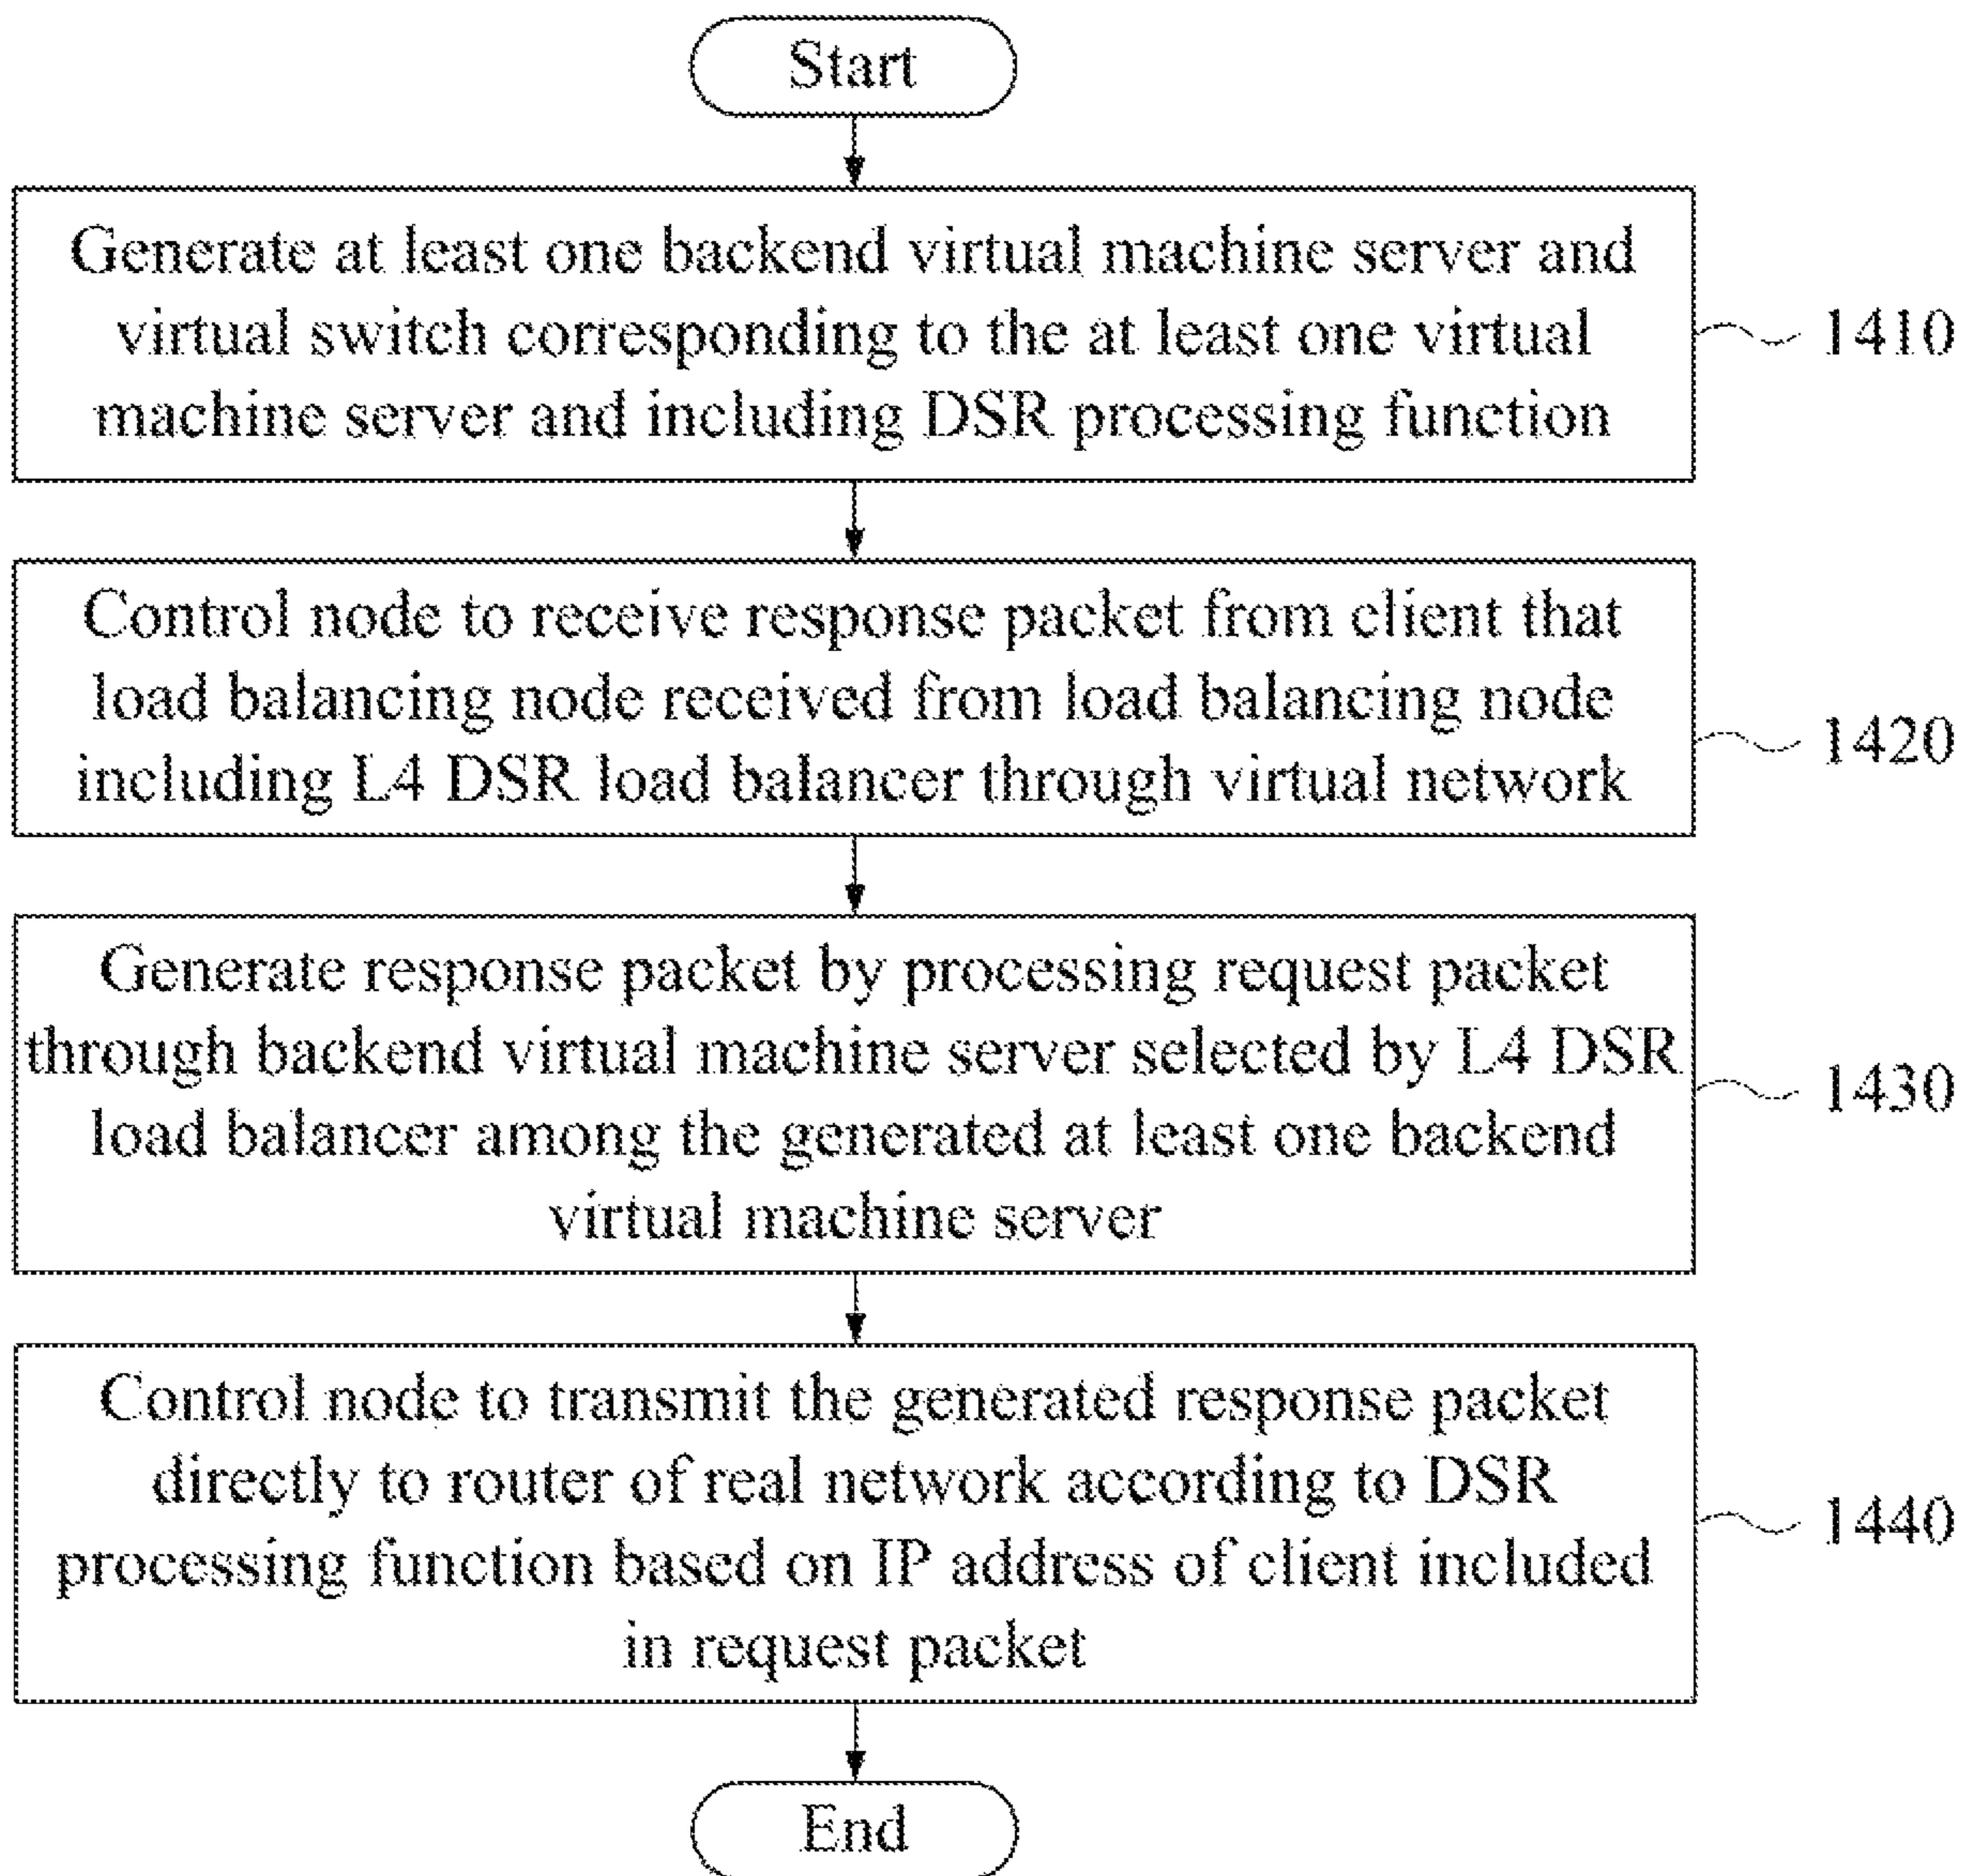 Start
Generate at least one backend virtual machine server and
virtual switch corresponding to the at least one virtual
machine server and including DSR processing function
1410
Control node to receive response packet from client that
load balancing node received from load balancing node
including L4 DSR load balancer through virtual network
1420
Generate response packet by processing request packet
through backend virtual machine server selected by L4 DSR
load balancer among the generated at least one backend
virtual machine server
1430
Control node to transmit the generated response packet
directly to router of real network according to DSR
processing function based on IP address of client included
in request packet
1440
End